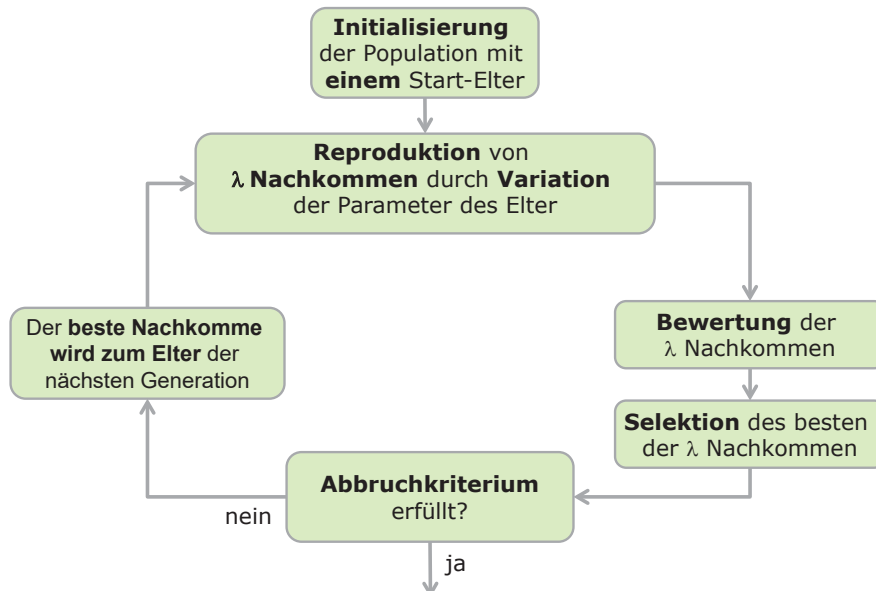 Initialisierung
der Population mit
einem Start-Elter
Reproduktion von
λ Nachkommen durch Variation
der Parameter des Elter
Bewertung der
λ Nachkommen
Selektion des besten
der λ Nachkommen
Abbruchkriterium
erfüllt?
ja
nein
Der beste Nachkomme
wird zum Elter der
nächsten Generation